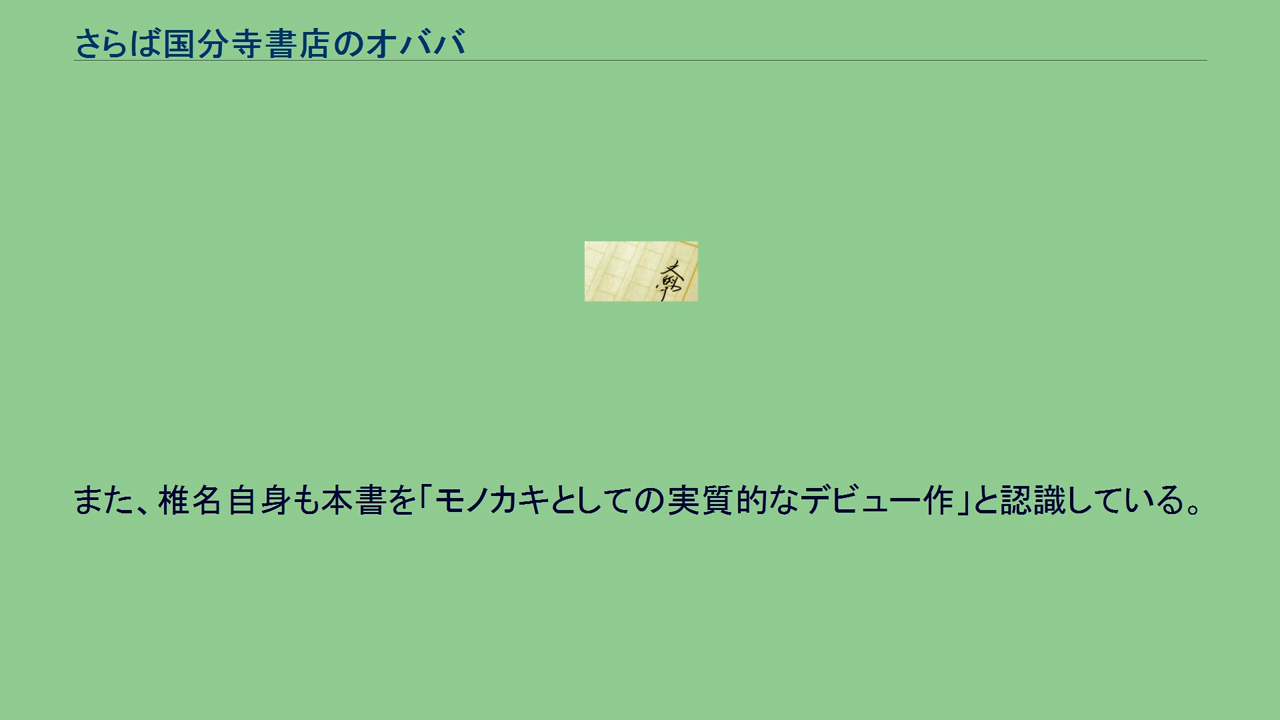 さらば国分寺書店のオババ
また、椎名自身も本書を「モノカキとしての実質的なデビュー作」と認識している。